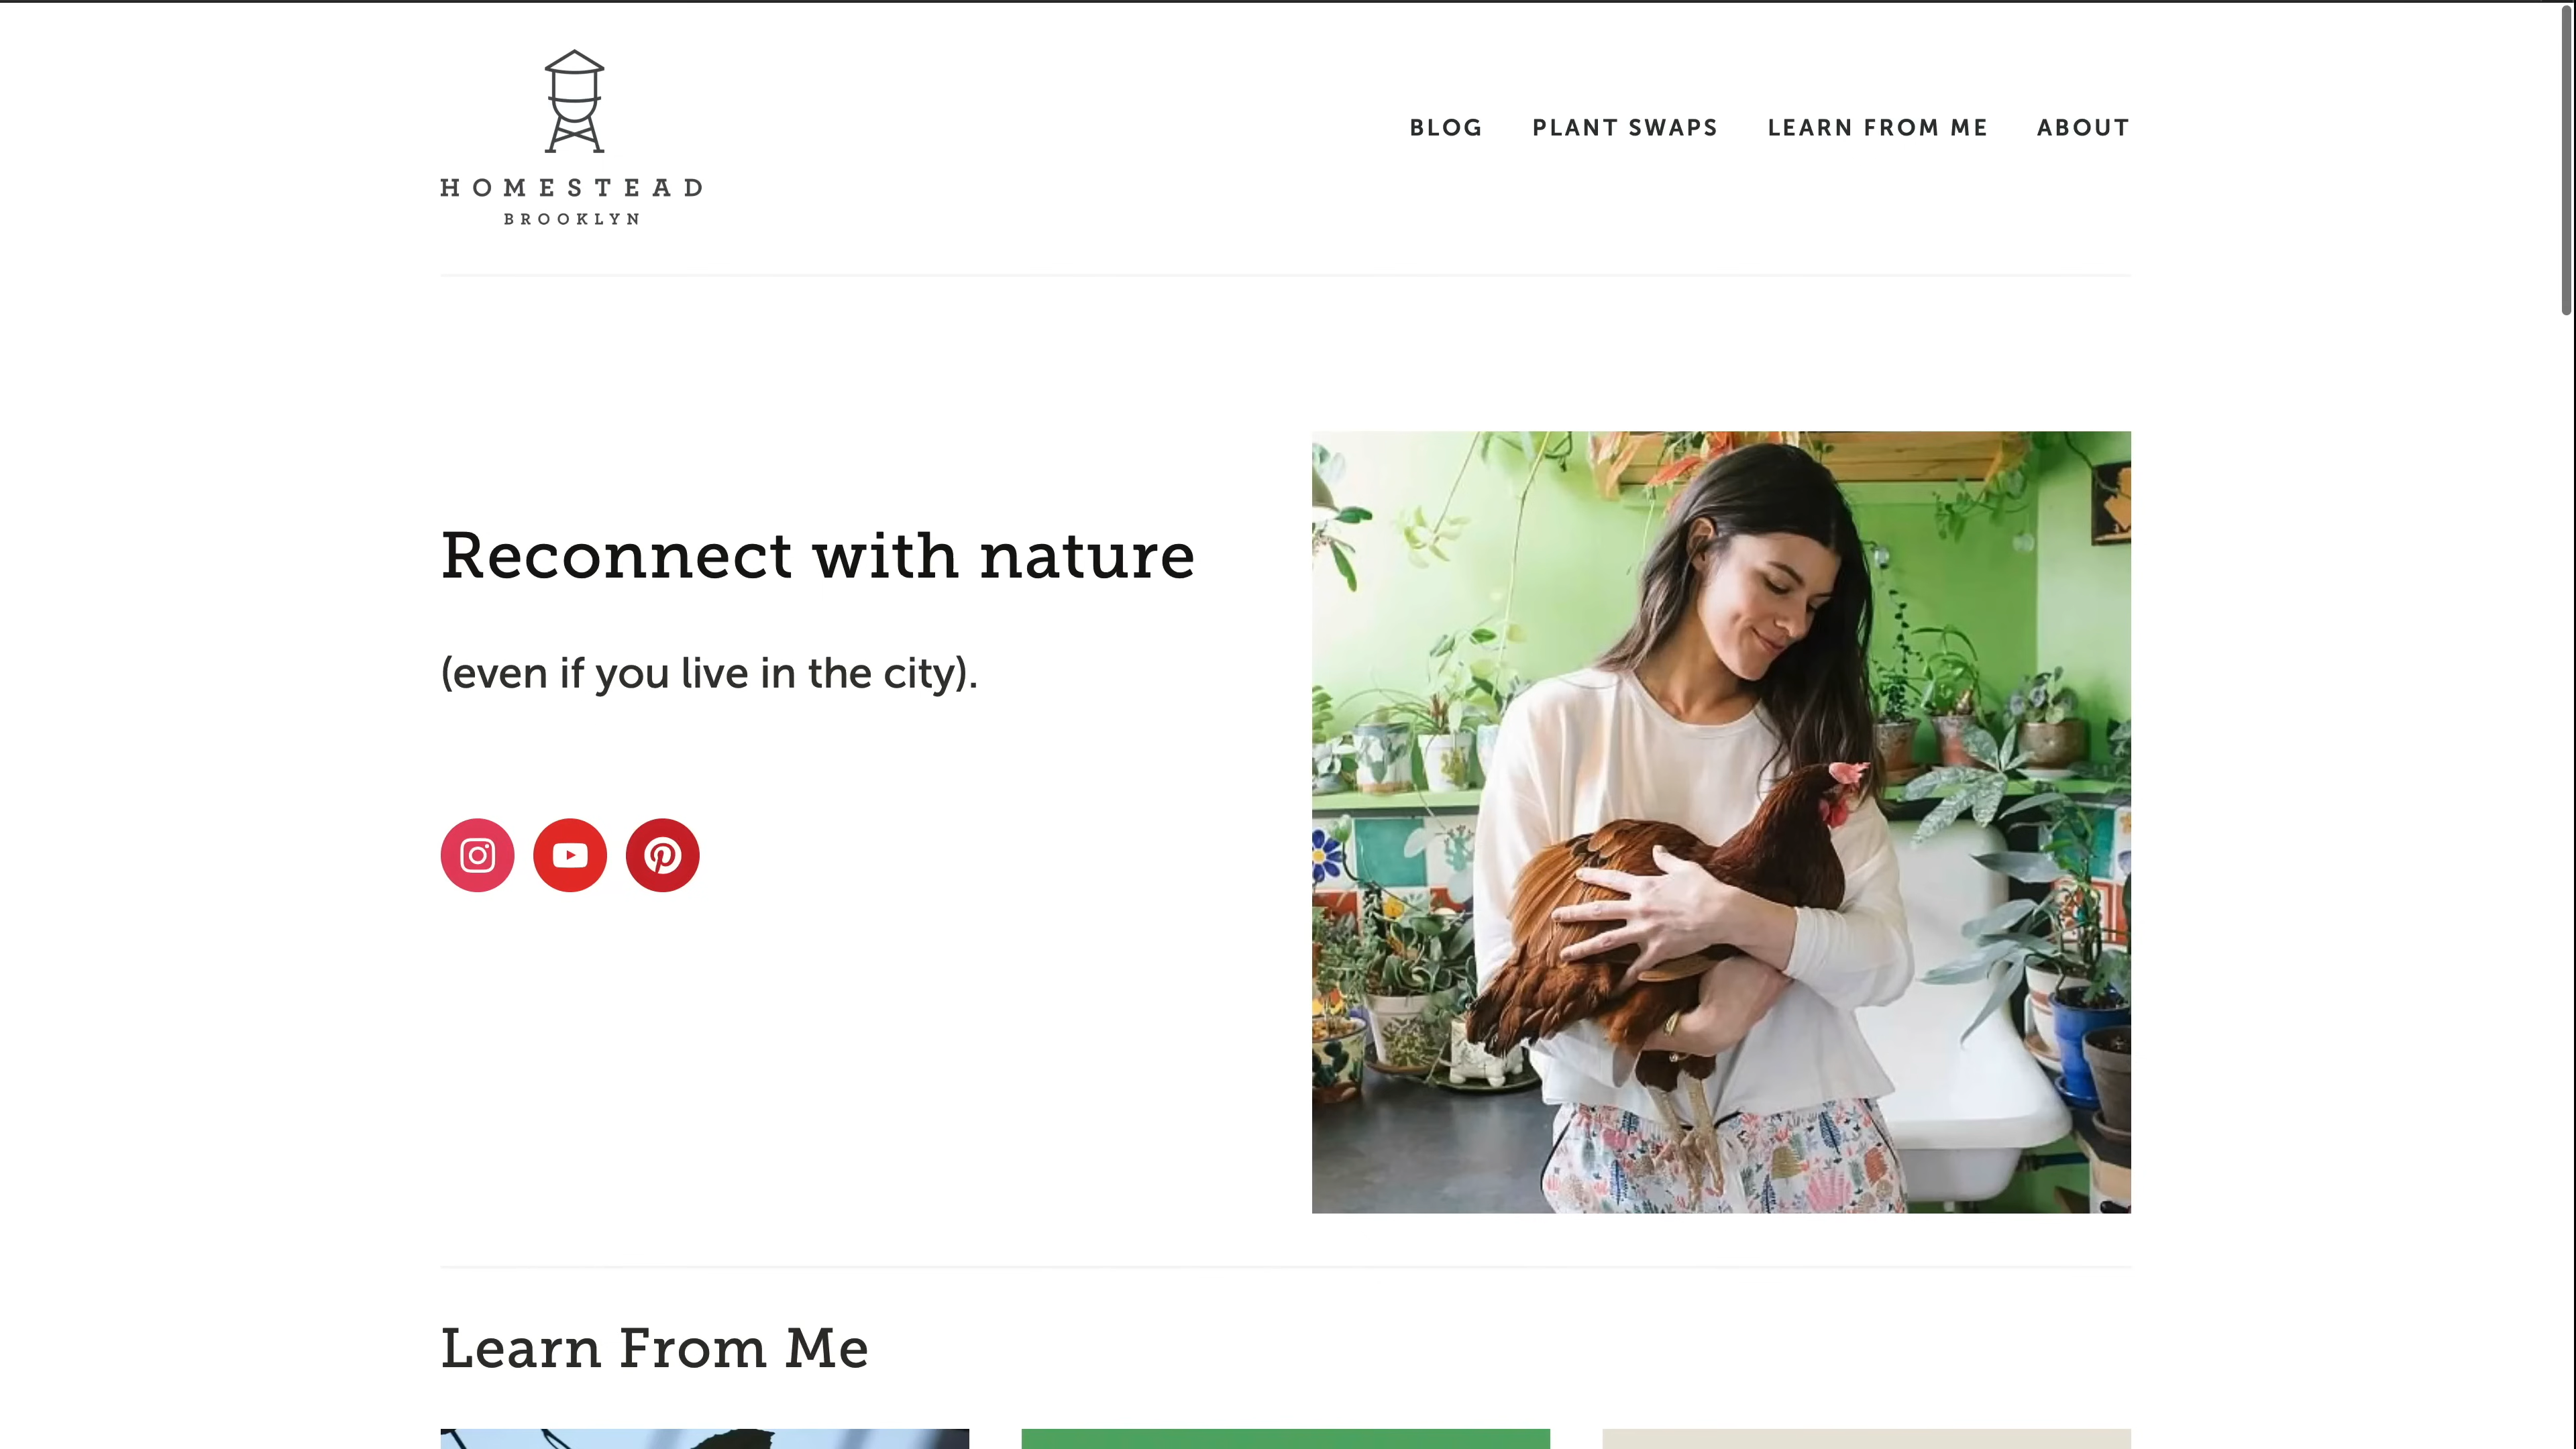 HOMESTEAD
BROOKLYN
BLOG PLANT SWAPS LEARN FROM ME ABOUT
Reconnect with nature
(even if you live in the city).
Learn From Me